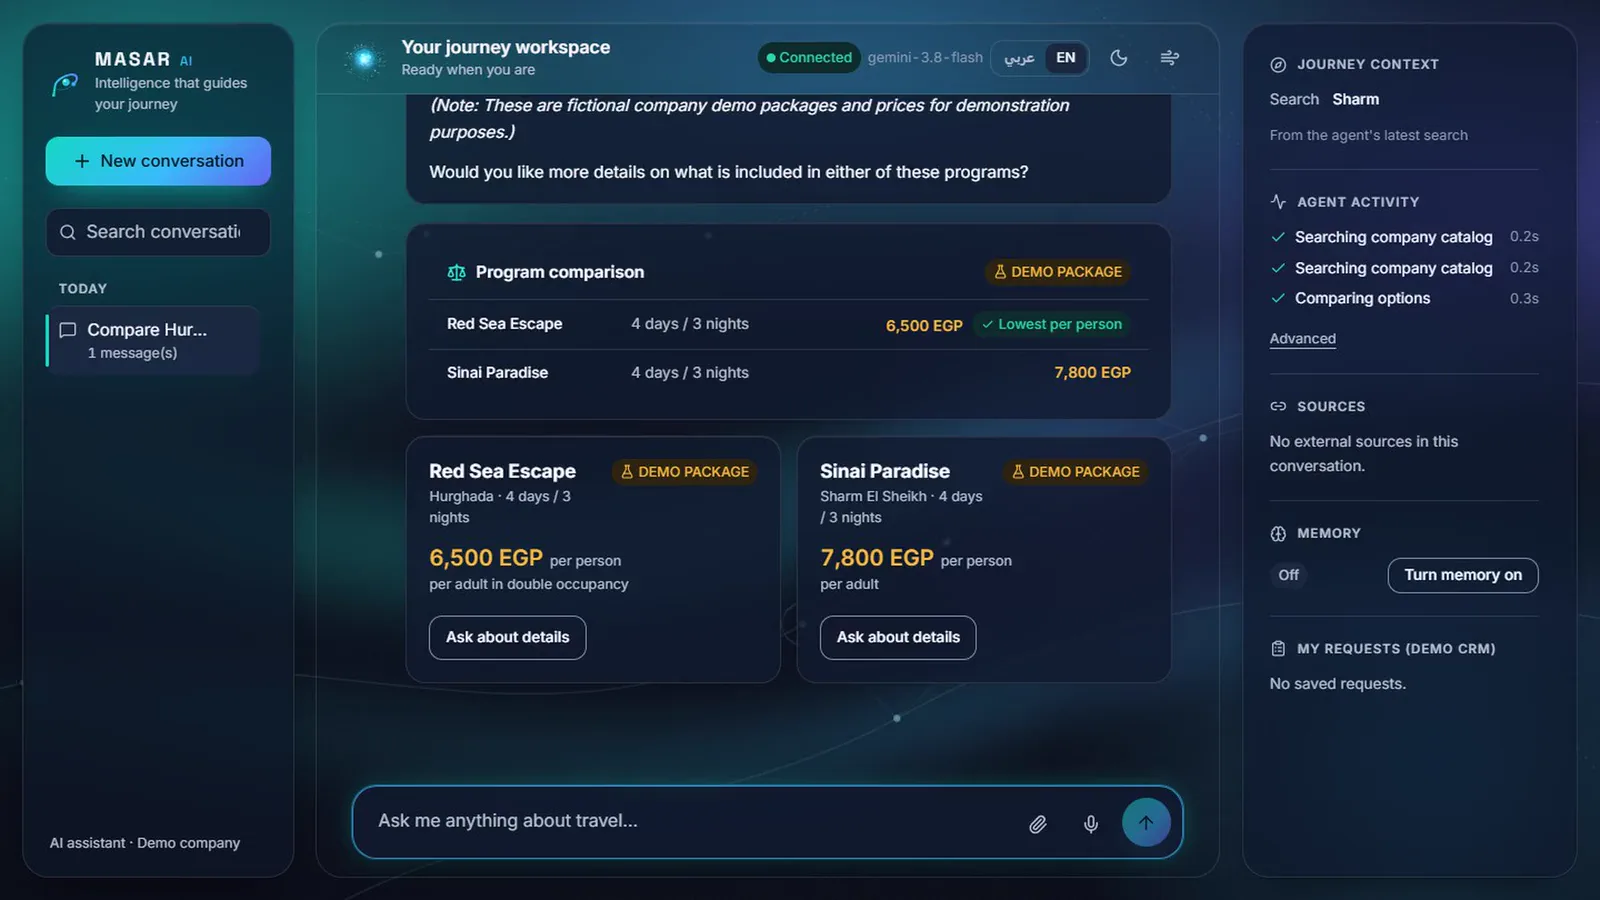 MASAR AI
Intelligence that guides
your journey
New conversation
Search conversati
TODAY
Compare Hur...
1 message(s)
AI assistant · Demo company
Your journey workspace
Ready when you are
Connected
gemini-3.8-flash
عربي
EN
(Note: These are fictional company demo packages and prices for demonstration
purposes.)
Would you like more details on what is included in either of these programs?
Program comparison
DEMO PACKAGE
Red Sea Escape 4 days / 3 nights 6,500 EGP Lowest per person
Sinai Paradise 4 days / 3 nights 7,800 EGP
Red Sea Escape
DEMO PACKAGE
Hurghada · 4 days / 3
nights
6,500 EGP per person
per adult in double occupancy
Ask about details
Sinai Paradise
DEMO PACKAGE
Sharm El Sheikh · 4 days
/ 3 nights
7,800 EGP per person
per adult
Ask about details
Ask me anything about travel...
JOURNEY CONTEXT
Search Sharm
From the agent's latest search
AGENT ACTIVITY
Searching company catalog 0.2s
Searching company catalog 0.2s
Comparing options 0.3s
Advanced
SOURCES
No external sources in this
conversation.
MEMORY
Off
Turn memory on
MY REQUESTS (DEMO CRM)
No saved requests.